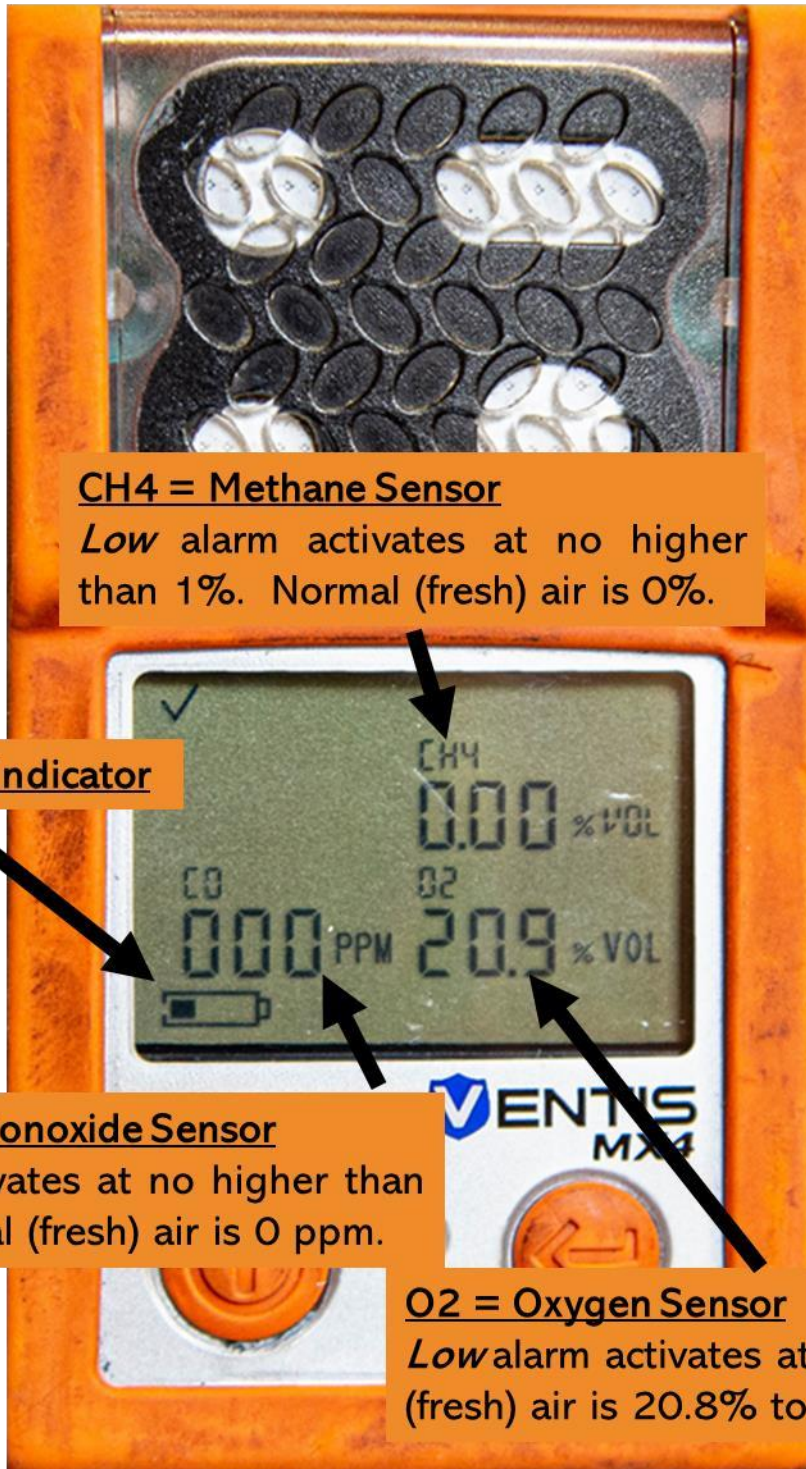 CH4 = Methane Sensor
Low alarm activates at no higher
than 1%. Normal (fresh) air is 0%.
ndicator
CH4
0.00 % VOL
CO
O2
000 PPM
20.9 % VOL
VENTIS
MX4
onoxide Sensor
vates at no higher than
l (fresh) air is 0 ppm.
O2 = Oxygen Sensor
Low alarm activates at
(fresh) air is 20.8% to